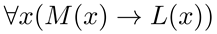 ∀x(M(x) → L(x))